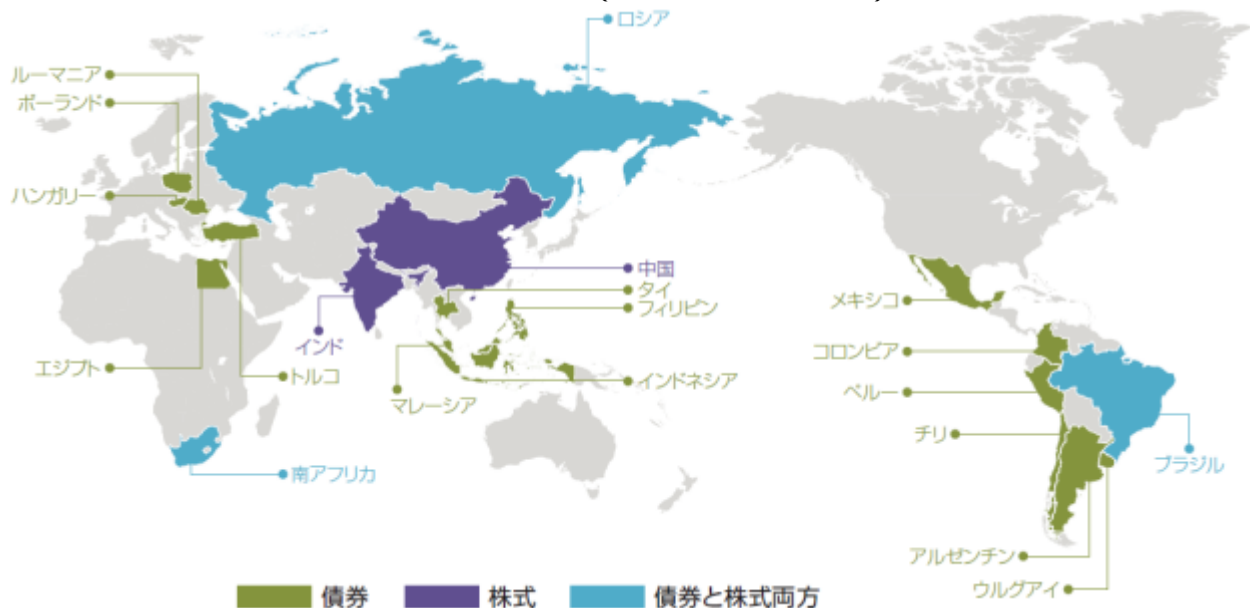 ロシア
ルーマニア
ポーランド
ハンガリー
中国
タイ
フィリピン
メキシコ
インド
コロンビア
エジプト
トルコ
インドネシア
マレーシア
ペルー
チリ
ブラジル
南アフリカ
アルゼンチン
ウルグアイ
債券
株式
債券と株式両方